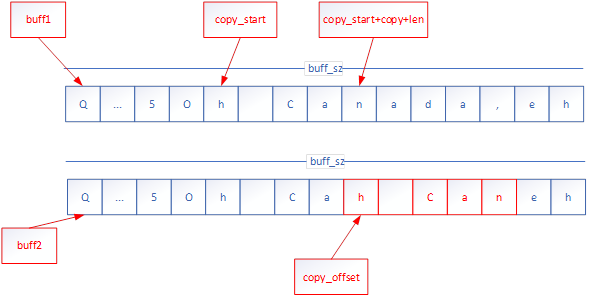 buff1 copy_start copy_start+copy+len
buff_sz
Q ... 5 O h C a n a d a , e h
buff_sz
Q ... 5 O h C a h C a n e h
buff2
copy_offset